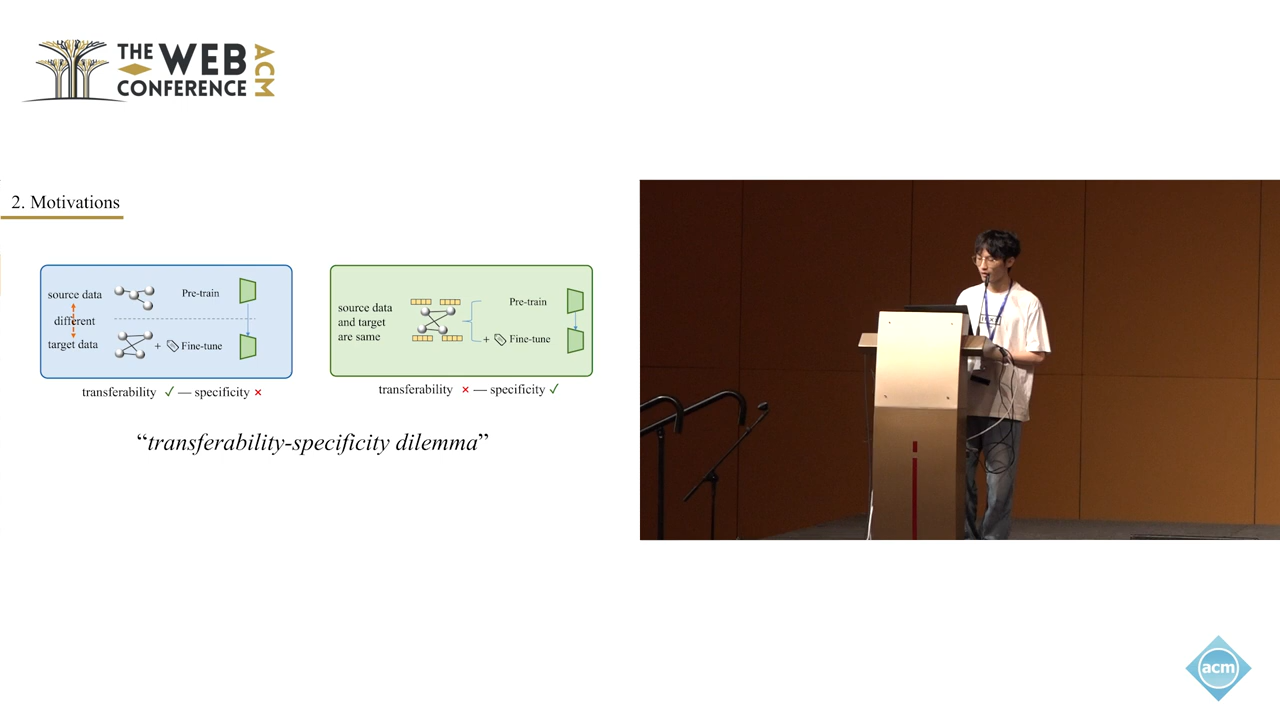 THE WEB
CONFERENCE
ACM
2. Motivations
source data
different
target data
Pre-train
+ Fine-tune
transferability ✓ — specificity ×
source data
and target
are same
Pre-train
+ Fine-tune
transferability × — specificity ✓
“transferability-specificity dilemma”
acm